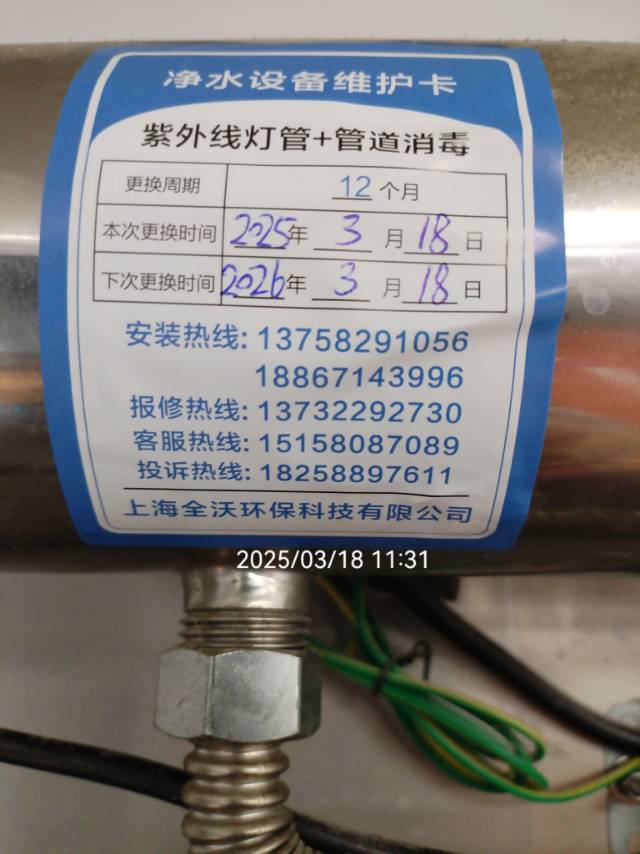 净水设备维护卡
紫外线灯管+管道消毒
更换周期 12 个月
本次更换时间 2025年 3 月 18 日
下次更换时间 2026年 3 月 18 日
安装热线: 13758291056
18867143996
报修热线: 13732292730
客服热线: 15158087089
投诉热线: 18258897611
上海全沃环保科技有限公司
2025/03/18 11:31